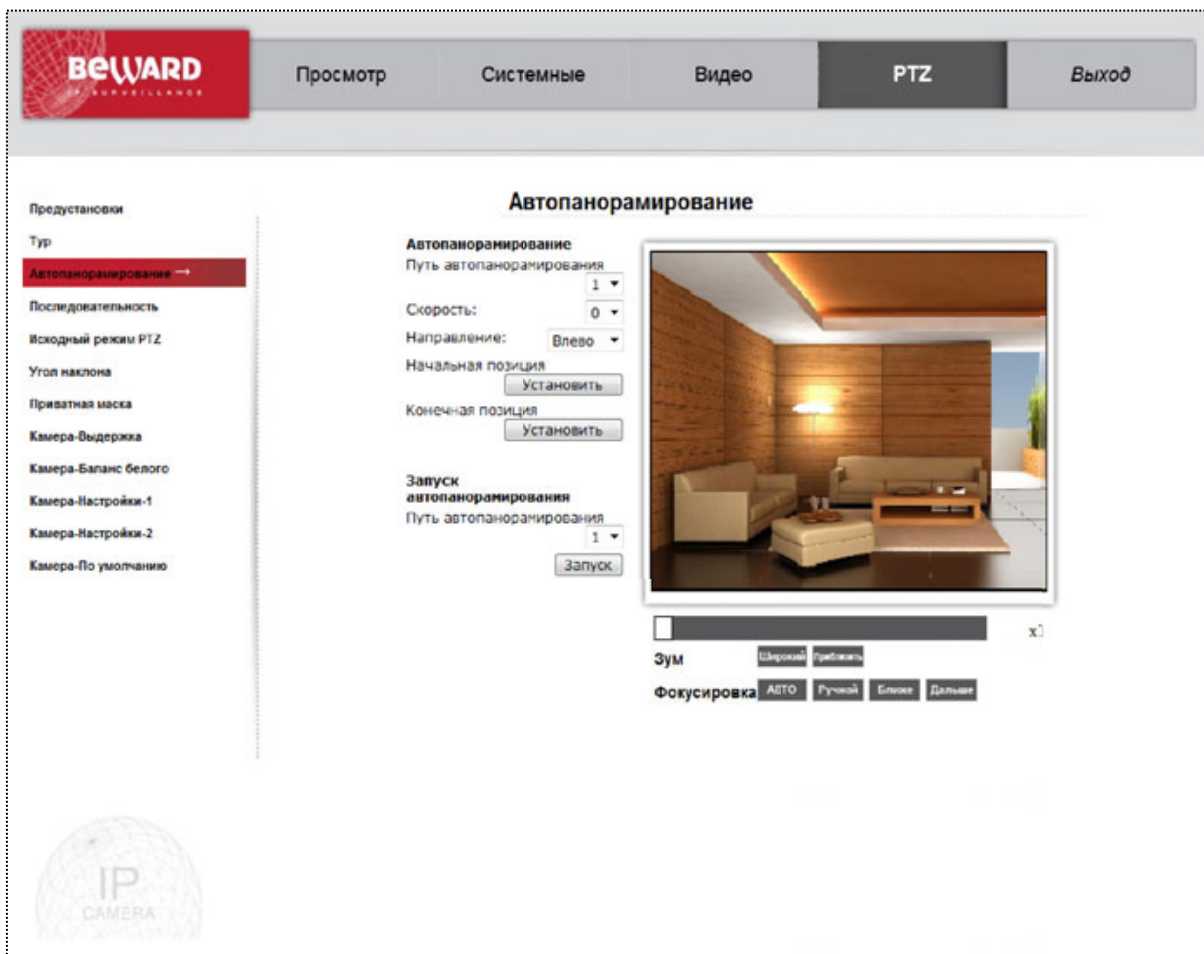 BEWARD
IP SURVEILLANCE
Просмотр
Системные
Видео
PTZ
Выход
Предустановки
Тур
Автопанорамирование →
Последовательность
Исходный режим PTZ
Угол наклона
Приватная маска
Камера-Выдержка
Камера-Баланс белого
Камера-Настройки-1
Камера-Настройки-2
Камера-По умолчанию
Автопанорамирование
Автопанорамирование
Путь автопанорамирования
1
Скорость: 0
Направление: Влево
Начальная позиция
Установить
Конечная позиция
Установить
Запуск
автопанорамирования
Путь автопанорамирования
1
Запуск
x1
Зум Широкий Приблизить
Фокусировка АВТО Ручной Ближе Дальше
IP
CAMERA